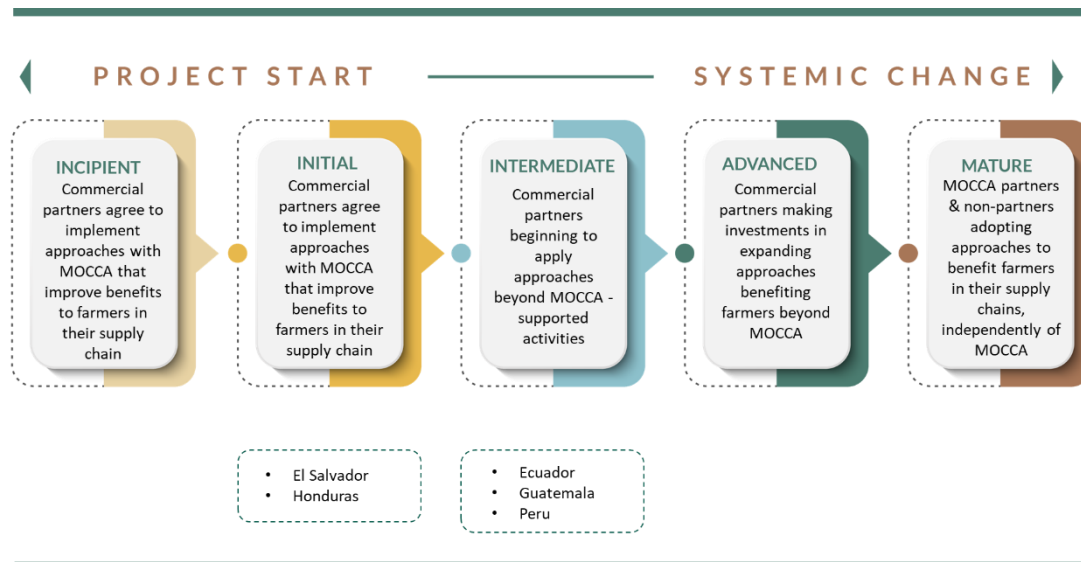 PROJECT START
SYSTEMIC CHANGE
INCIPIENT
Commercial
partners agree to
implement
approaches with
MOCCA that
improve benefits
to farmers in
their supply
chain
INITIAL
Commercial
partners agree
to implement
approaches
with MOCCA
that improve
benefits to
farmers in their
supply chain
INTERMEDIATE
Commercial
partners
beginning to
apply
approaches
beyond MOCCA -
supported
activities
ADVANCED
Commercial
partners making
investments in
expanding
approaches
benefiting
farmers beyond
MOCCA
MATURE
MOCCA partners
& non-partners
adopting
approaches to
benefit farmers
in their supply
chains,
independently of
MOCCA
• El Salvador
• Honduras
• Ecuador
• Guatemala
• Peru